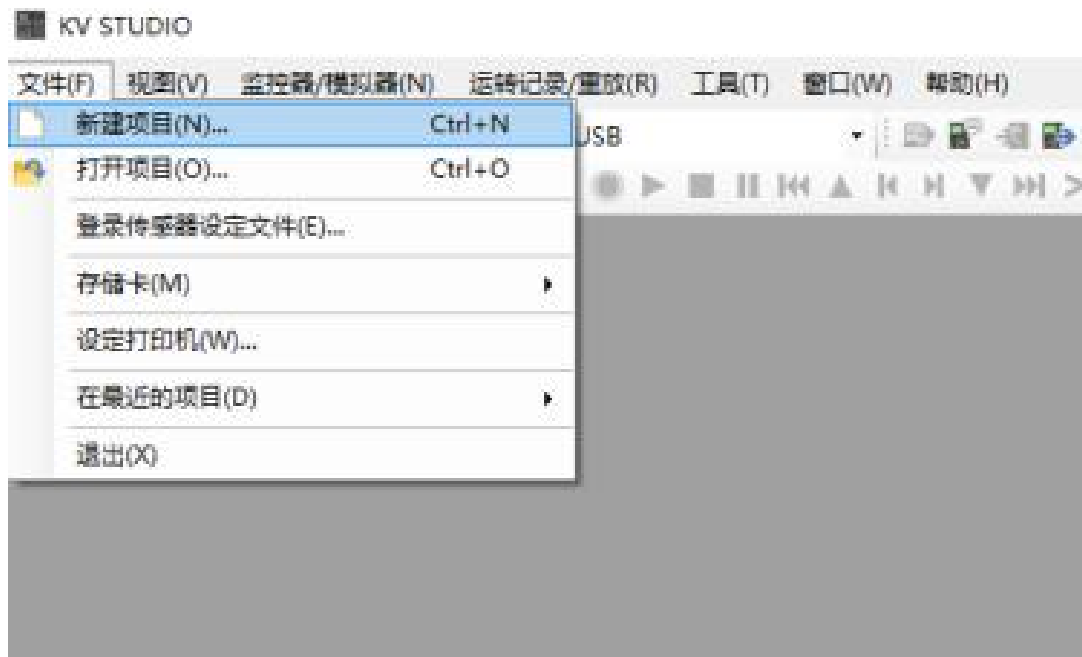 KV STUDIO
文件(F) 视图(V) 监控器/模拟器(N) 运转记录/重放(R) 工具(T) 窗口(W) 帮助(H)
新建项目(N)... Ctrl+N
USB
打开项目(O)... Ctrl+O
登录传感器设定文件(E)...
存储卡(M)
设定打印机(W)...
在最近的项目(D)
退出(X)